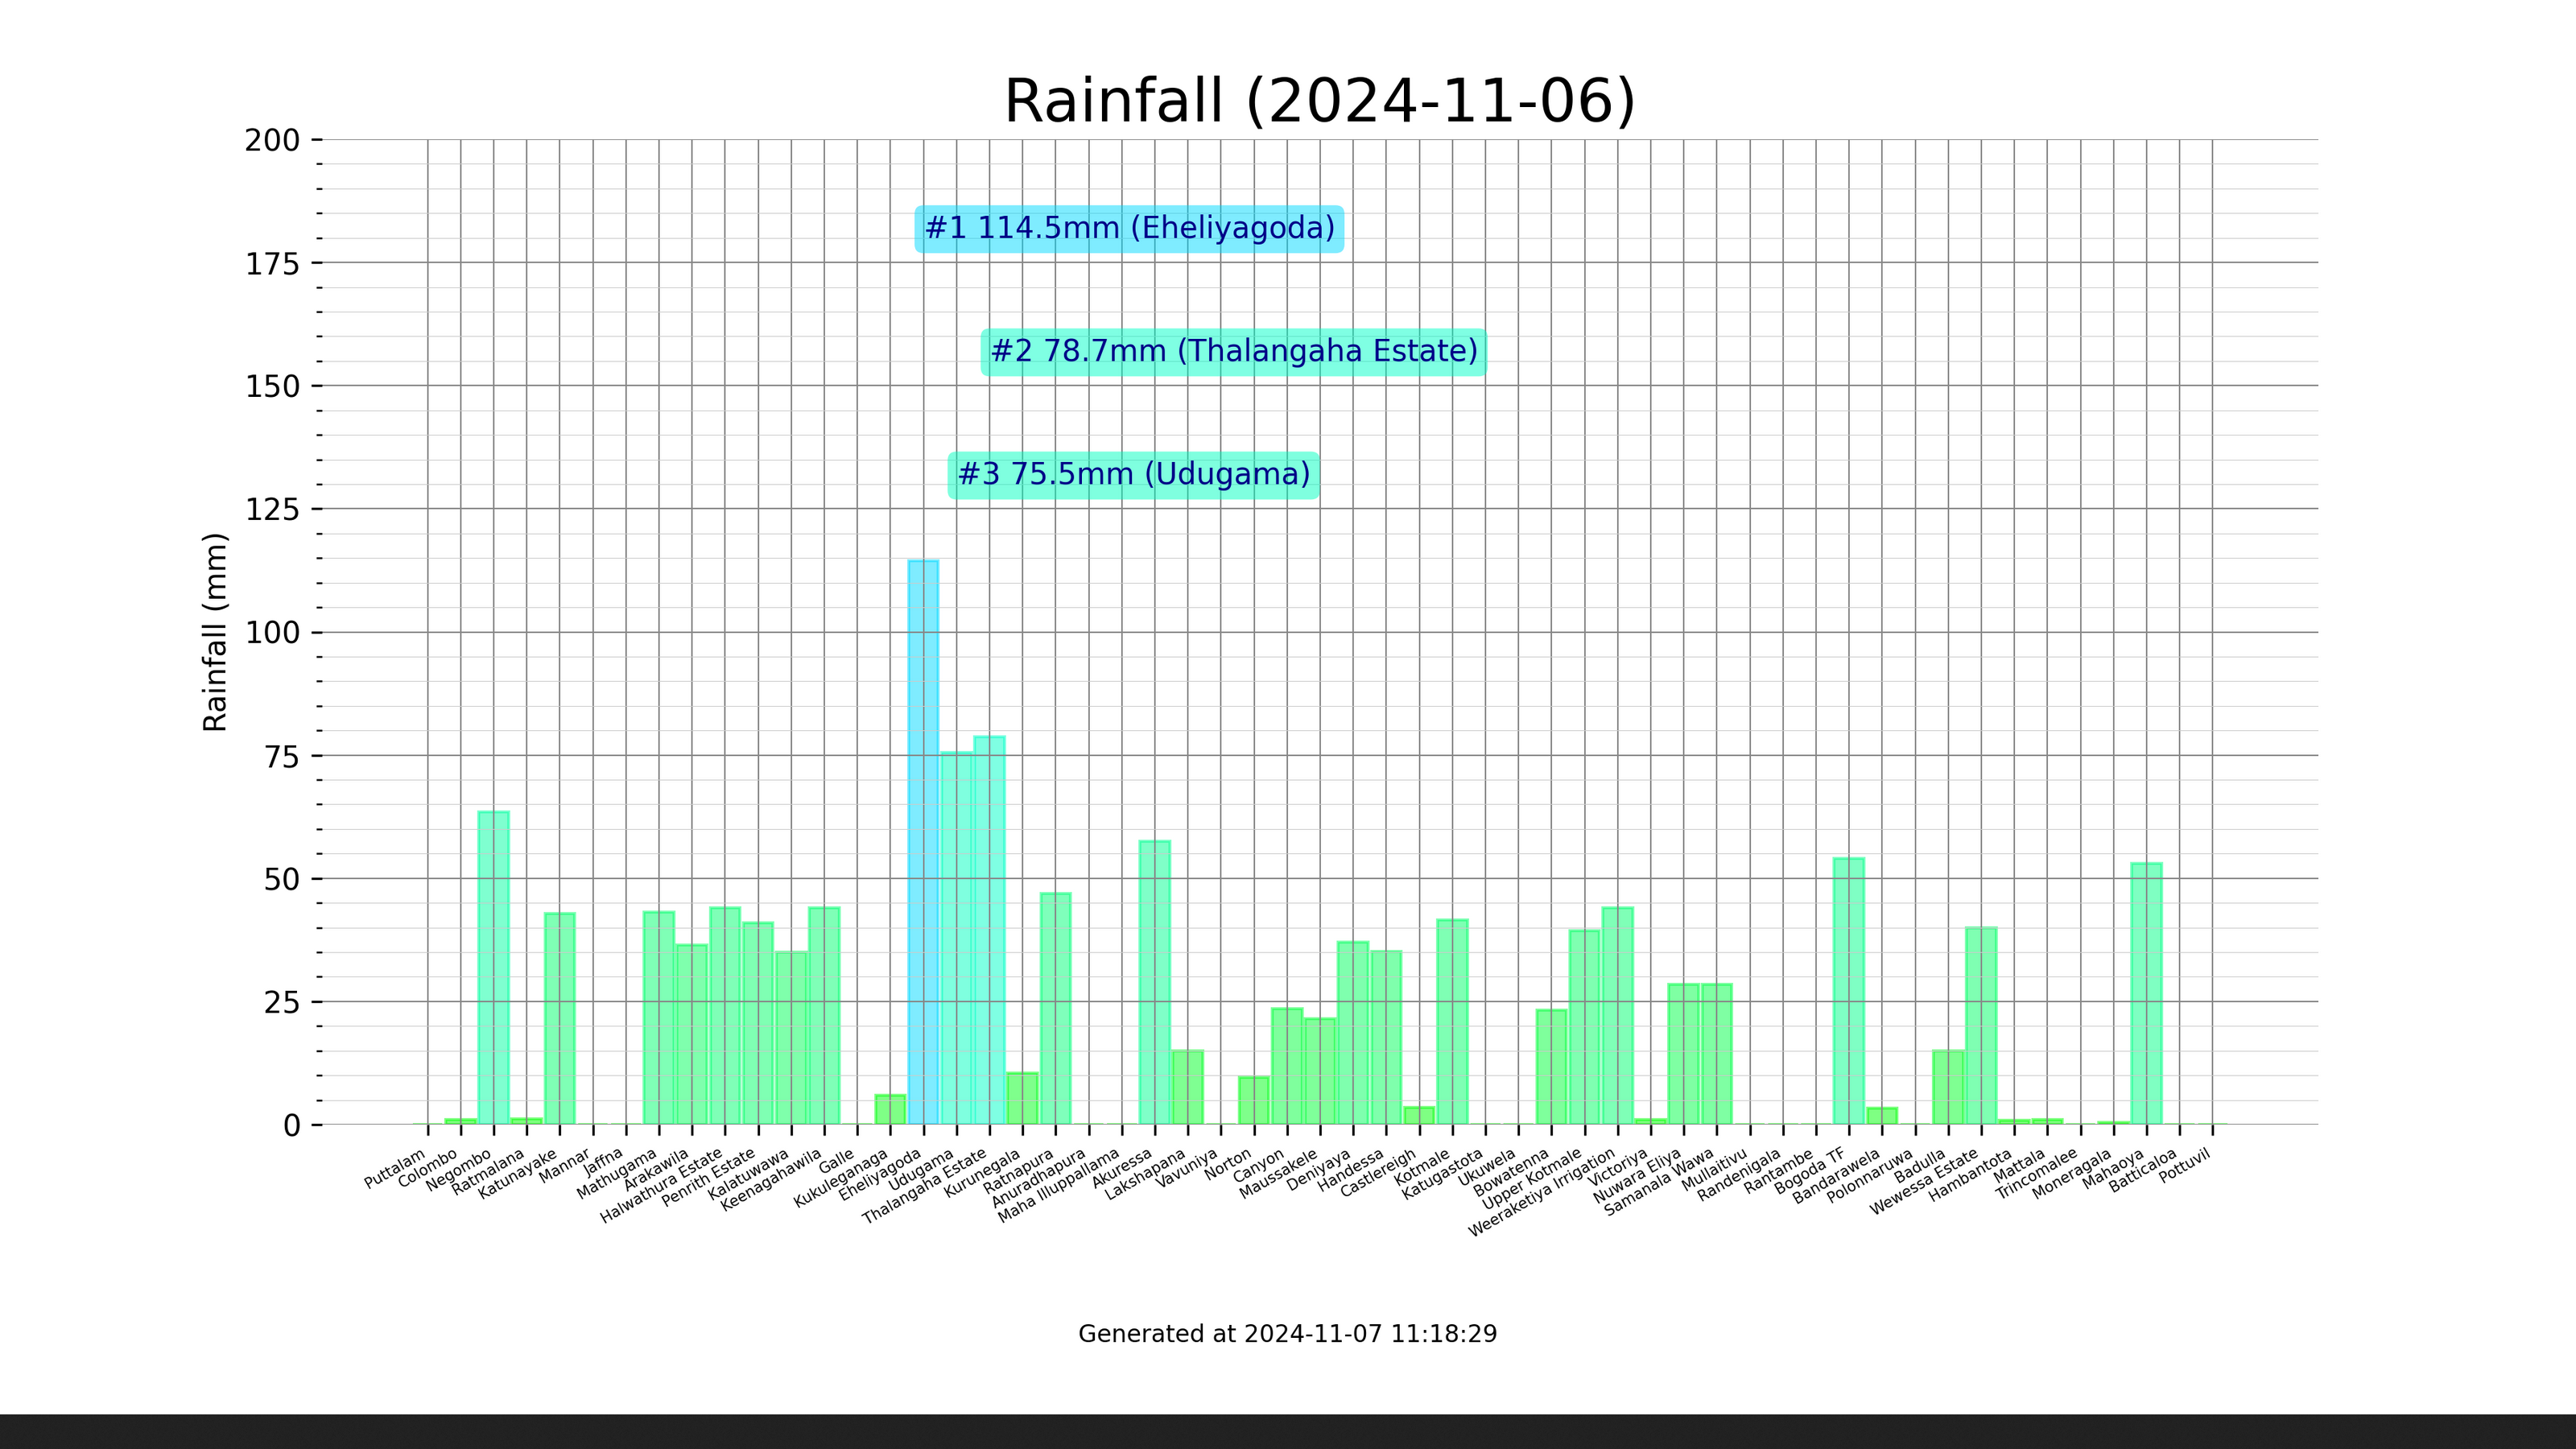 Rainfall (2024-11-06)
200
175
150
125
100
75
50
25
0
Rainfall (mm)
#1 114.5mm (Eheliyagoda)
#2 78.7mm (Thalangaha Estate)
#3 75.5mm (Udugama)
Puttalam
Colombo
Negombo
Ratmalana
Katunayake
Mannar
Jaffna
Mathugama
Arakawila
Halwathura Estate
Penrith Estate
Kalatuwawa
Keenagahawila
Galle
Kukuleganaga
Eheliyagoda
Udugama
Thalangaha Estate
Kurunegala
Ratnapura
Anuradhapura
Maha Illuppallama
Akuressa
Lakshapana
Vavuniya
Norton
Canyon
Maussakele
Deniyaya
Handessa
Castlereigh
Kotmale
Katugastota
Ukuwela
Bowatenna
Upper Kotmale
Weeraketiya Irrigation
Victoriya
Nuwara Eliya
Samanala Wawa
Mullaitivu
Randenigala
Rantambe
Bogoda TF
Bandarawela
Polonnaruwa
Badulla
Wewessa Estate
Hambantota
Mattala
Trincomalee
Moneragala
Mahaoya
Batticaloa
Pottuvil
Generated at 2024-11-07 11:18:29